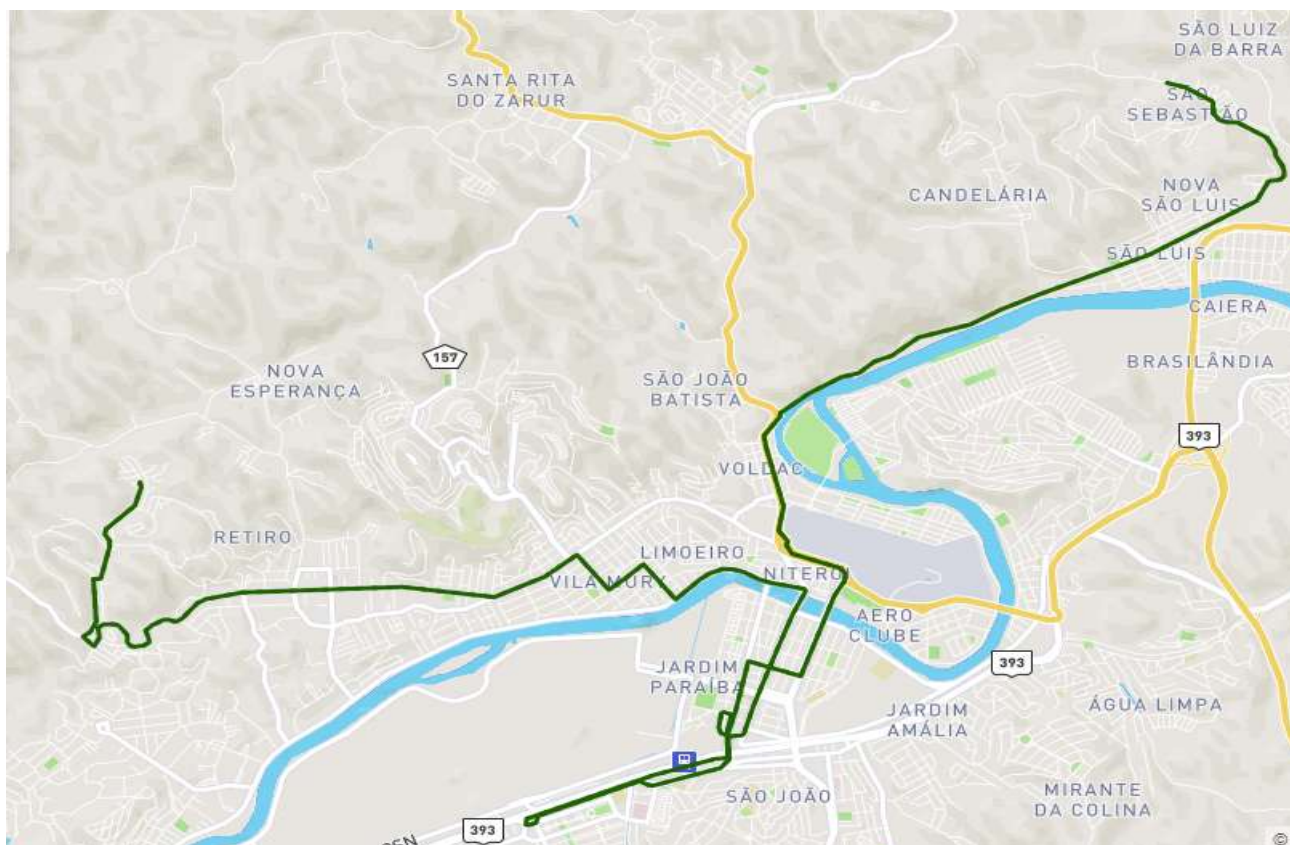 SÃO LUIZ
DA BARRA
SANTA RITA
DO ZARUR
SÃO
SEBASTIÃO
CANDELÁRIA
NOVA
SÃO LUIS
SÃO LUIS
CAIERA
157
NOVA
ESPERANÇA
SÃO JOÃO
BATISTA
BRASILÂNDIA
393
VOLDAC
RETIRO
LIMOEIRO
VILA MURY
NITEROI
AERO
CLUBE
JARDIM
PARAÍBA
393
JARDIM
AMÁLIA
ÁGUA LIMPA
SÃO JOÃO
MIRANTE
DA COLINA
393
©